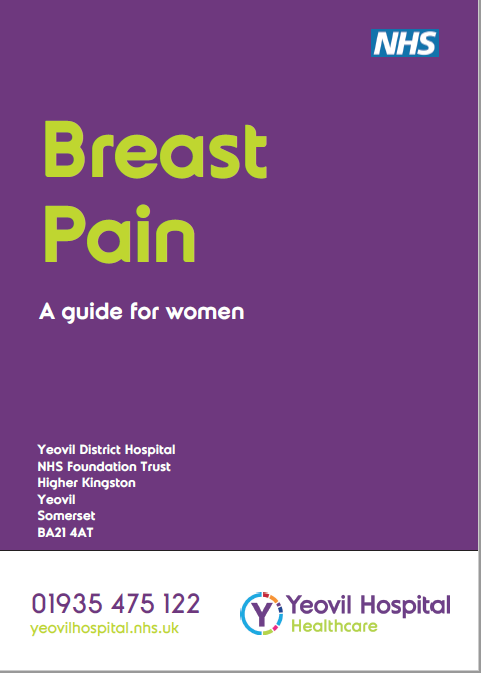 NHS
Breast
Pain
A guide for women
Yeovil District Hospital
NHS Foundation Trust
Higher Kingston
Yeovil
Somerset
BA21 4AT
01935 475 122
yeovilhospital.nhs.uk
Y Yeovil Hospital
Healthcare